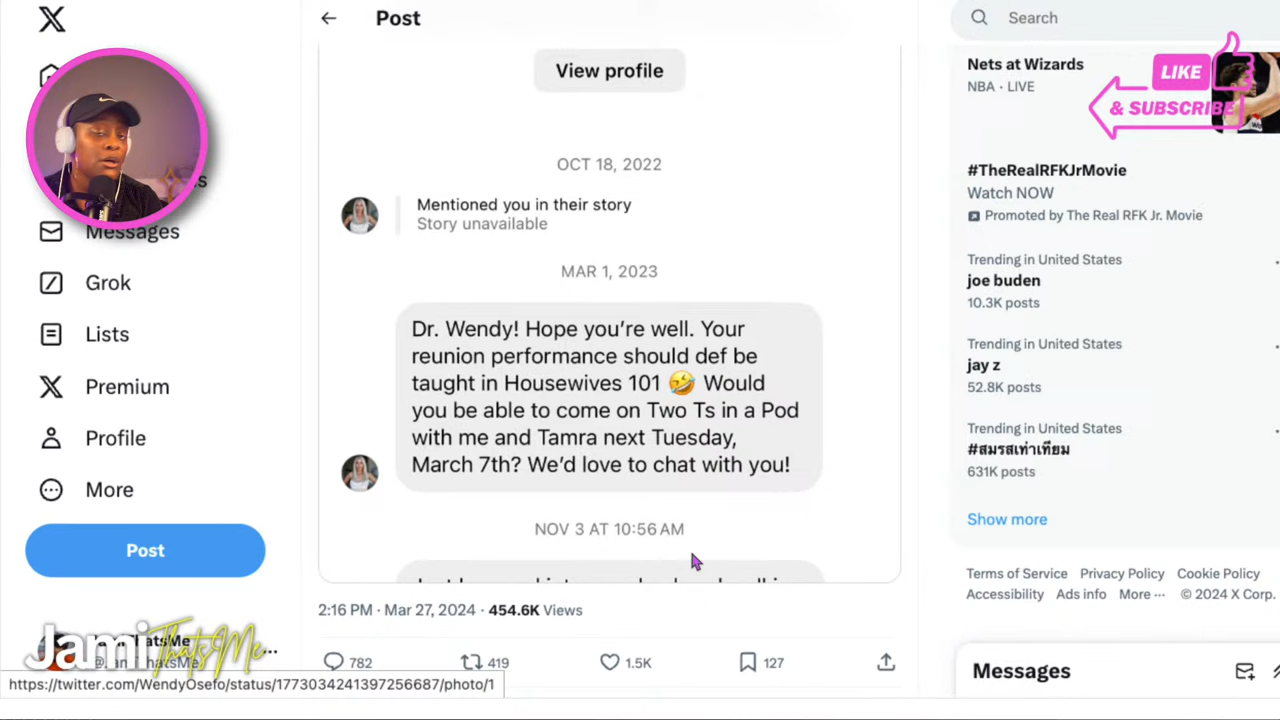 Post
Messages
Grok
Lists
Premium
Profile
More
Post
JamiThatsMe
View profile
OCT 18, 2022
Mentioned you in their story
Story unavailable
MAR 1, 2023
Dr. Wendy! Hope you’re well. Your
reunion performance should def be
taught in Housewives 101 🤣 Would
you be able to come on Two Ts in a Pod
with me and Tamra next Tuesday,
March 7th? We’d love to chat with you!
NOV 3 AT 10:56 AM
2:16 PM · Mar 27, 2024 · 454.6K Views
782
419
1.5K
127
https://twitter.com/WendyOsefo/status/1773034241397256687/photo/1
Search
Nets at Wizards
NBA · LIVE
LIKE
& SUBSCRIBE
#TheRealRFKJrMovie
Watch NOW
Promoted by The Real RFK Jr. Movie
Trending in United States
joe buden
10.3K posts
Trending in United States
jay z
52.8K posts
Trending in United States
#สมรสเท่าเทียม
631K posts
Show more
Terms of Service Privacy Policy Cookie Policy
Accessibility Ads info More ··· © 2024 X Corp.
Messages